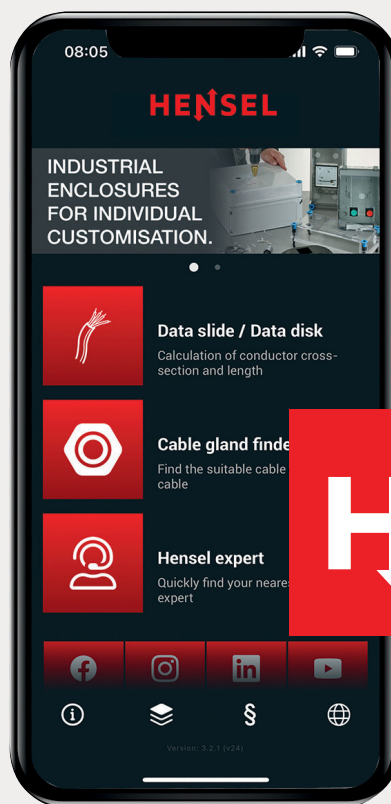 08:05
HENSEL
INDUSTRIAL
ENCLOSURES
FOR INDIVIDUAL
CUSTOMISATION.
Data slide / Data disk
Calculation of conductor cross-
section and length
Cable gland finde
Find the suitable cable
cable
H
Hensel expert
Quickly find your neares
expert
in
§
Version: 3.2.1 (v24)